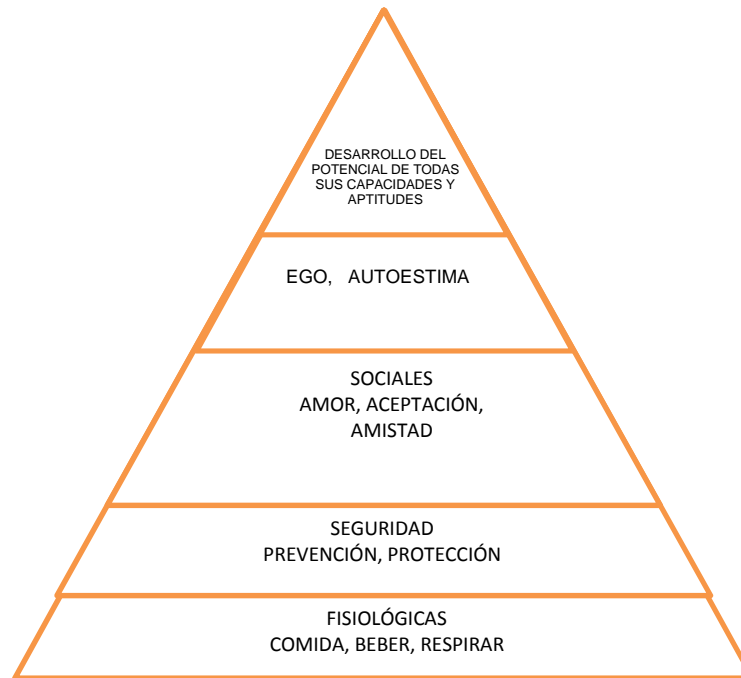 DESARROLLO DEL
POTENCIAL DE TODAS
SUS CAPACIDADES Y
APTITUDES
EGO, AUTOESTIMA
SOCIALES
AMOR, ACEPTACIÓN,
AMISTAD
SEGURIDAD
PREVENCIÓN, PROTECCIÓN
FISIOLÓGICAS
COMIDA, BEBER, RESPIRAR